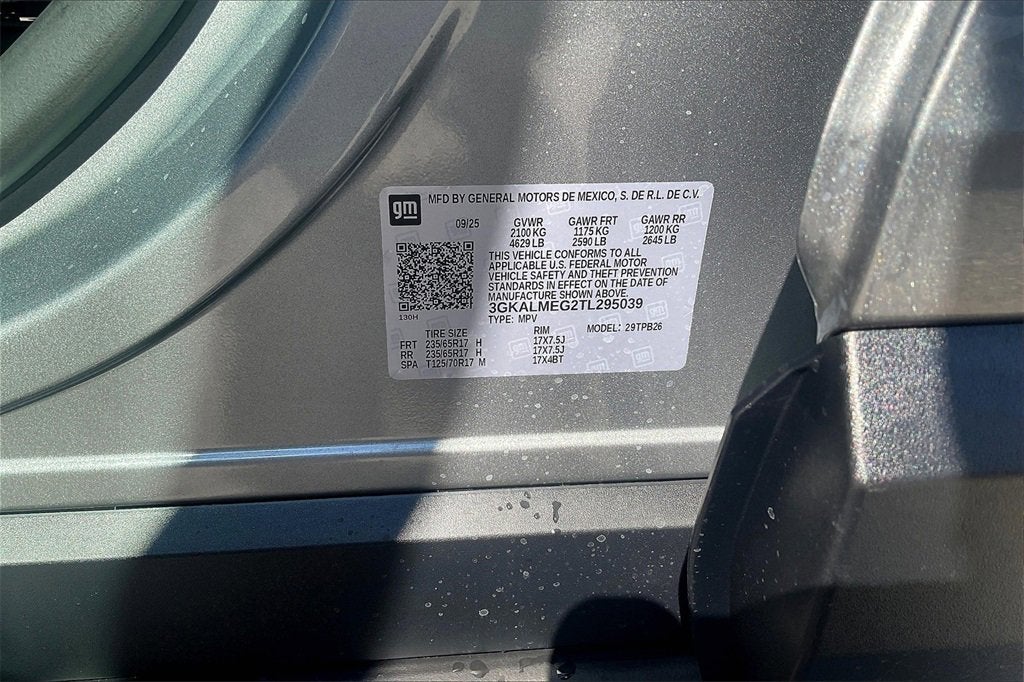 gm MFD BY GENERAL MOTORS DE MEXICO, S. DE R.L. DE C.V.
09/25 GVWR GAWR FRT GAWR RR
2100 KG 1175 KG 1200 KG
4629 LB 2590 LB 2645 LB
THIS VEHICLE CONFORMS TO ALL
APPLICABLE U.S. FEDERAL MOTOR
VEHICLE SAFETY AND THEFT PREVENTION
STANDARDS IN EFFECT ON THE DATE OF
MANUFACTURE SHOWN ABOVE.
3GKALMEG2TL295039
130H
TYPE: MPV
TIRE SIZE RIM MODEL: 29TPB26
FRT 235/65R17 H 17X7.5J
RR 235/65R17 H 17X7.5J
SPA T125/70R17 M 17X4BT